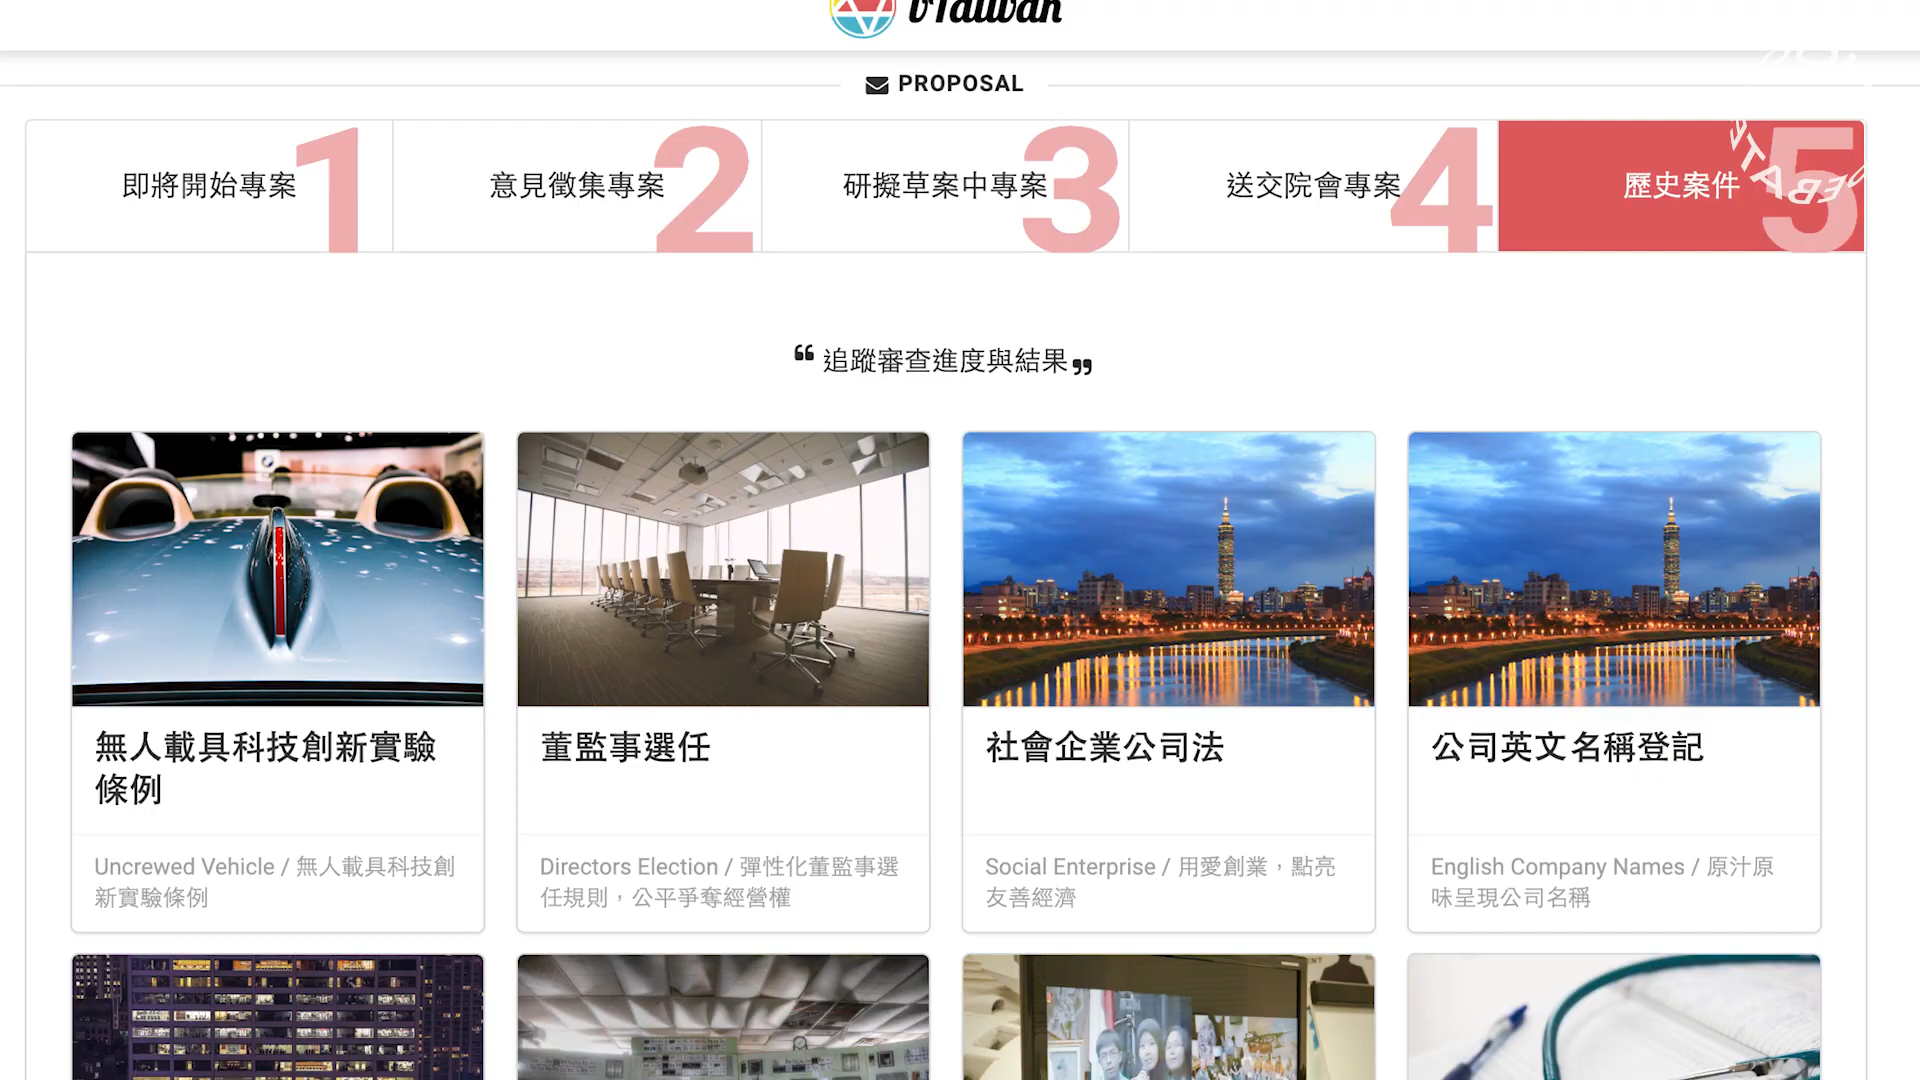 vTaiwan
PROPOSAL
即將開始專案 1
意見徵集專案 2
研擬草案中專案 3
送交院會專案 4
歷史案件 5
“ 追蹤審查進度與結果 ”
無人載具科技創新實驗
條例
Uncrewed Vehicle / 無人載具科技創
新實驗條例
董監事選任
Directors Election / 彈性化董監事選
任規則，公平爭奪經營權
社會企業公司法
Social Enterprise / 用愛創業，點亮
友善經濟
公司英文名稱登記
English Company Names / 原汁原
味呈現公司名稱